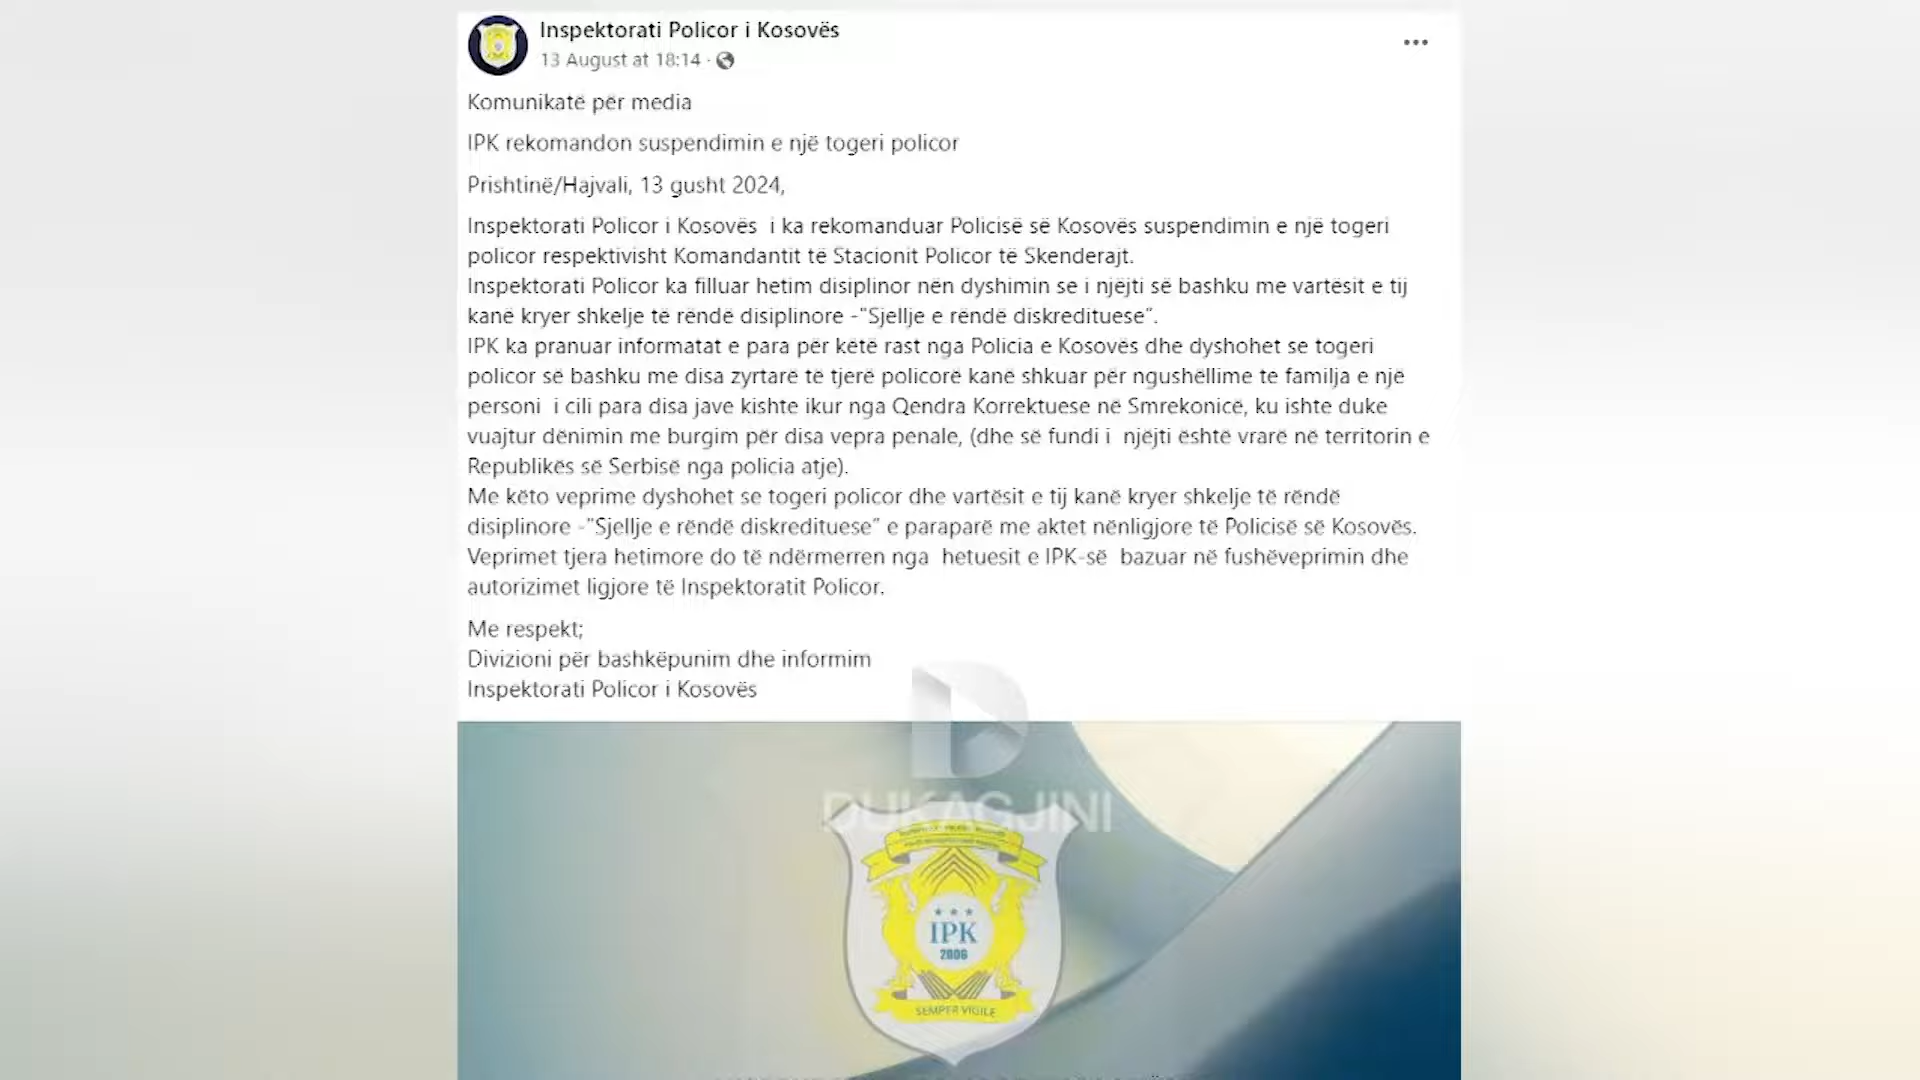 Inspektorati Policor i Kosovës
13 August at 18:14 ·
Komunikatë për media
IPK rekomandon suspendimin e një togeri policor
Prishtinë/Hajvali, 13 gusht 2024,
Inspektorati Policor i Kosovës i ka rekomanduar Policisë së Kosovës suspendimin e një togeri
policor respektivisht Komandantit të Stacionit Policor të Skenderajt.
Inspektorati Policor ka filluar hetim disiplinor nën dyshimin se i njëjti së bashku me vartësit e tij
kanë kryer shkelje të rëndë disiplinore -"Sjellje e rëndë diskredituese".
IPK ka pranuar informatat e para për këtë rast nga Policia e Kosovës dhe dyshohet se togeri
policor së bashku me disa zyrtarë të tjerë policorë kanë shkuar për ngushëllime te familja e një
personi i cili para disa jave kishte ikur nga Qendra Korrektuese në Smrekonicë, ku ishte duke
vuajtur dënimin me burgim për disa vepra penale, (dhe së fundi i njëjti është vrarë në territorin e
Republikës së Serbisë nga policia atje).
Me këto veprime dyshohet se togeri policor dhe vartësit e tij kanë kryer shkelje të rëndë
disiplinore -"Sjellje e rëndë diskredituese" e paraparë me aktet nënligjore të Policisë së Kosovës.
Veprimet tjera hetimore do të ndërmerren nga hetuesit e IPK-së bazuar në fushëveprimin dhe
autorizimet ligjore të Inspektoratit Policor.
Me respekt;
Divizioni për bashkëpunim dhe informim
Inspektorati Policor i Kosovës
DUKAGJINI
IPK
2006
SEMPER VIGILE